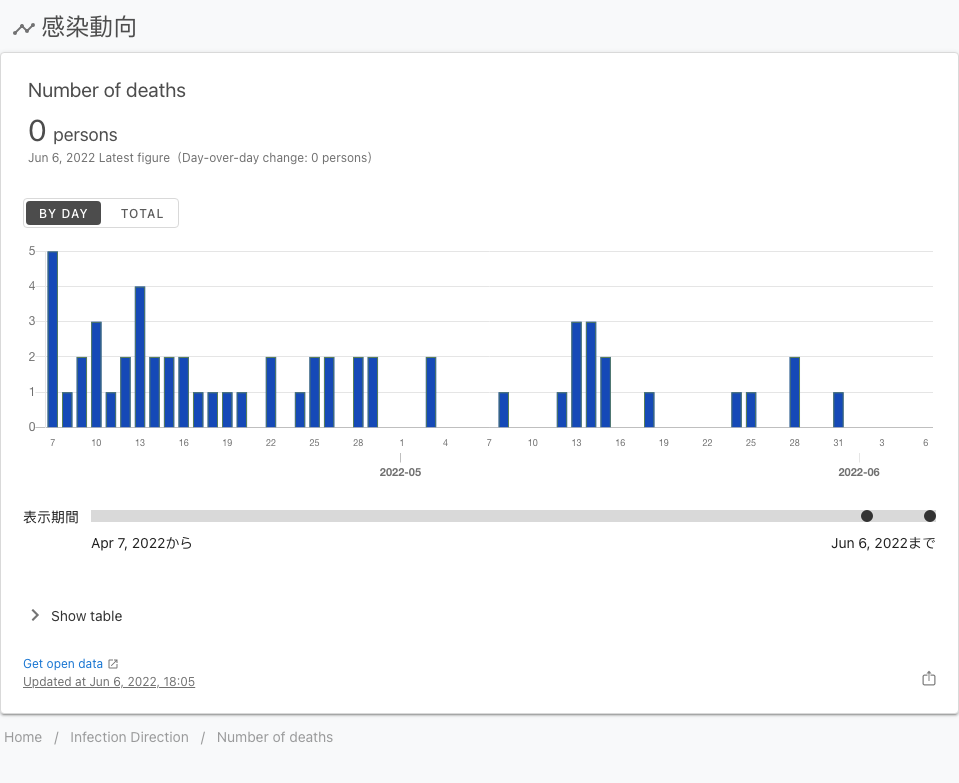 感染動向
Number of deaths
0 persons
Jun 6, 2022 Latest figure (Day-over-day change: 0 persons)
BY DAY TOTAL
5
4
3
2
1
0
7 10 13 16 19 22 25 28 1 4 7 10 13 16 19 22 25 28 31 3 6
2022-05 2022-06
表示期間
Apr 7, 2022から Jun 6, 2022まで
Show table
Get open data
Updated at Jun 6, 2022, 18:05
Home / Infection Direction / Number of deaths